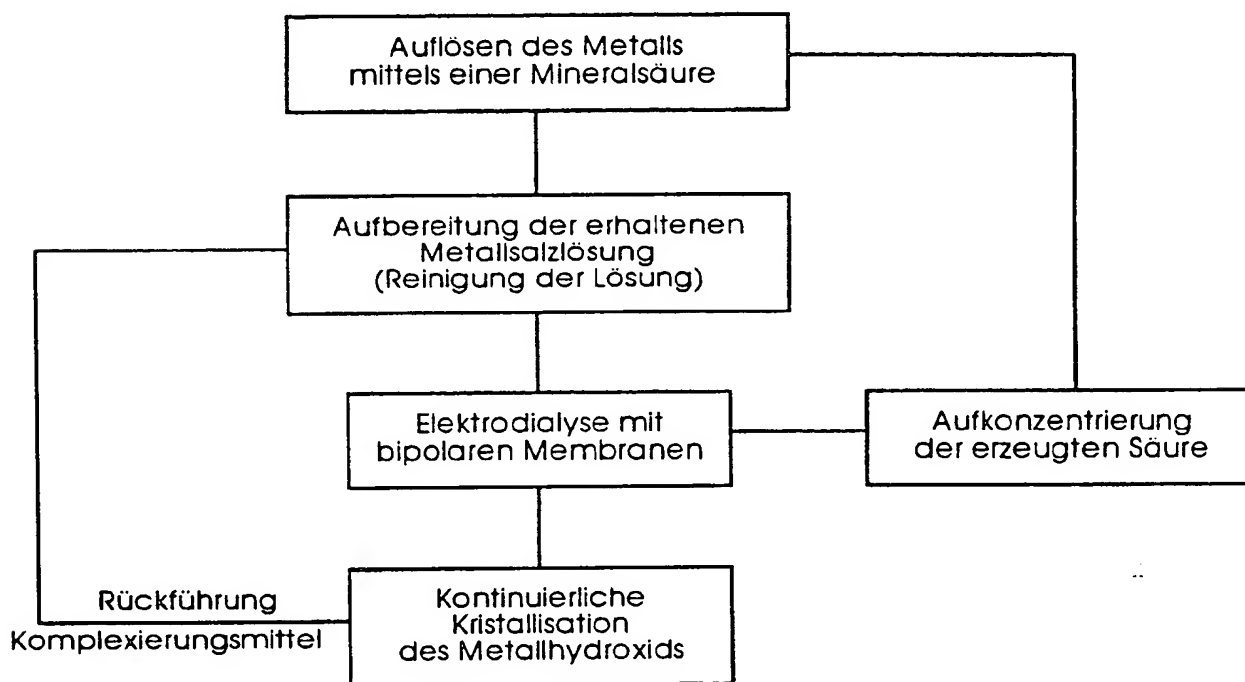 Auflösen des Metalls
mittels einer Mineralsäure
Aufbereitung der erhaltenen
Metallsalzlösung
(Reinigung der Lösung)
Elektrodialyse mit
bipolaren Membranen
Aufkonzentrierung
der erzeugten Säure
Rückführung
Komplexierungsmittel
Kontinuierliche
Kristallisation
des Metallhydroxids